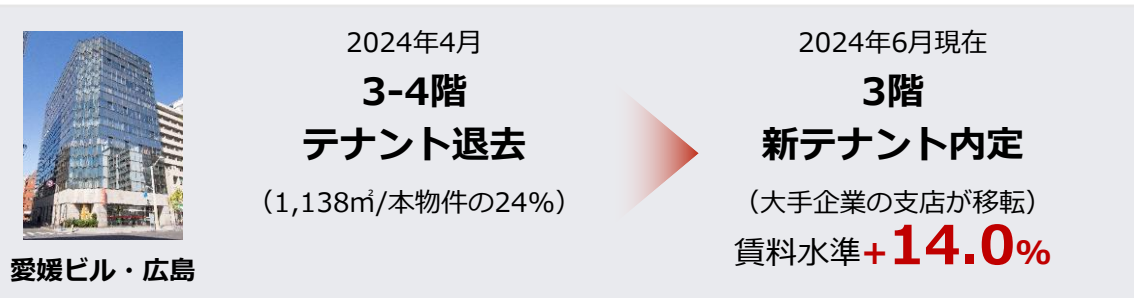 2024年4月
3-4階
テナント退去
（1,138㎡/本物件の24%）
2024年6月現在
3階
新テナント内定
（大手企業の支店が移転）
賃料水準+14.0%
愛媛ビル・広島